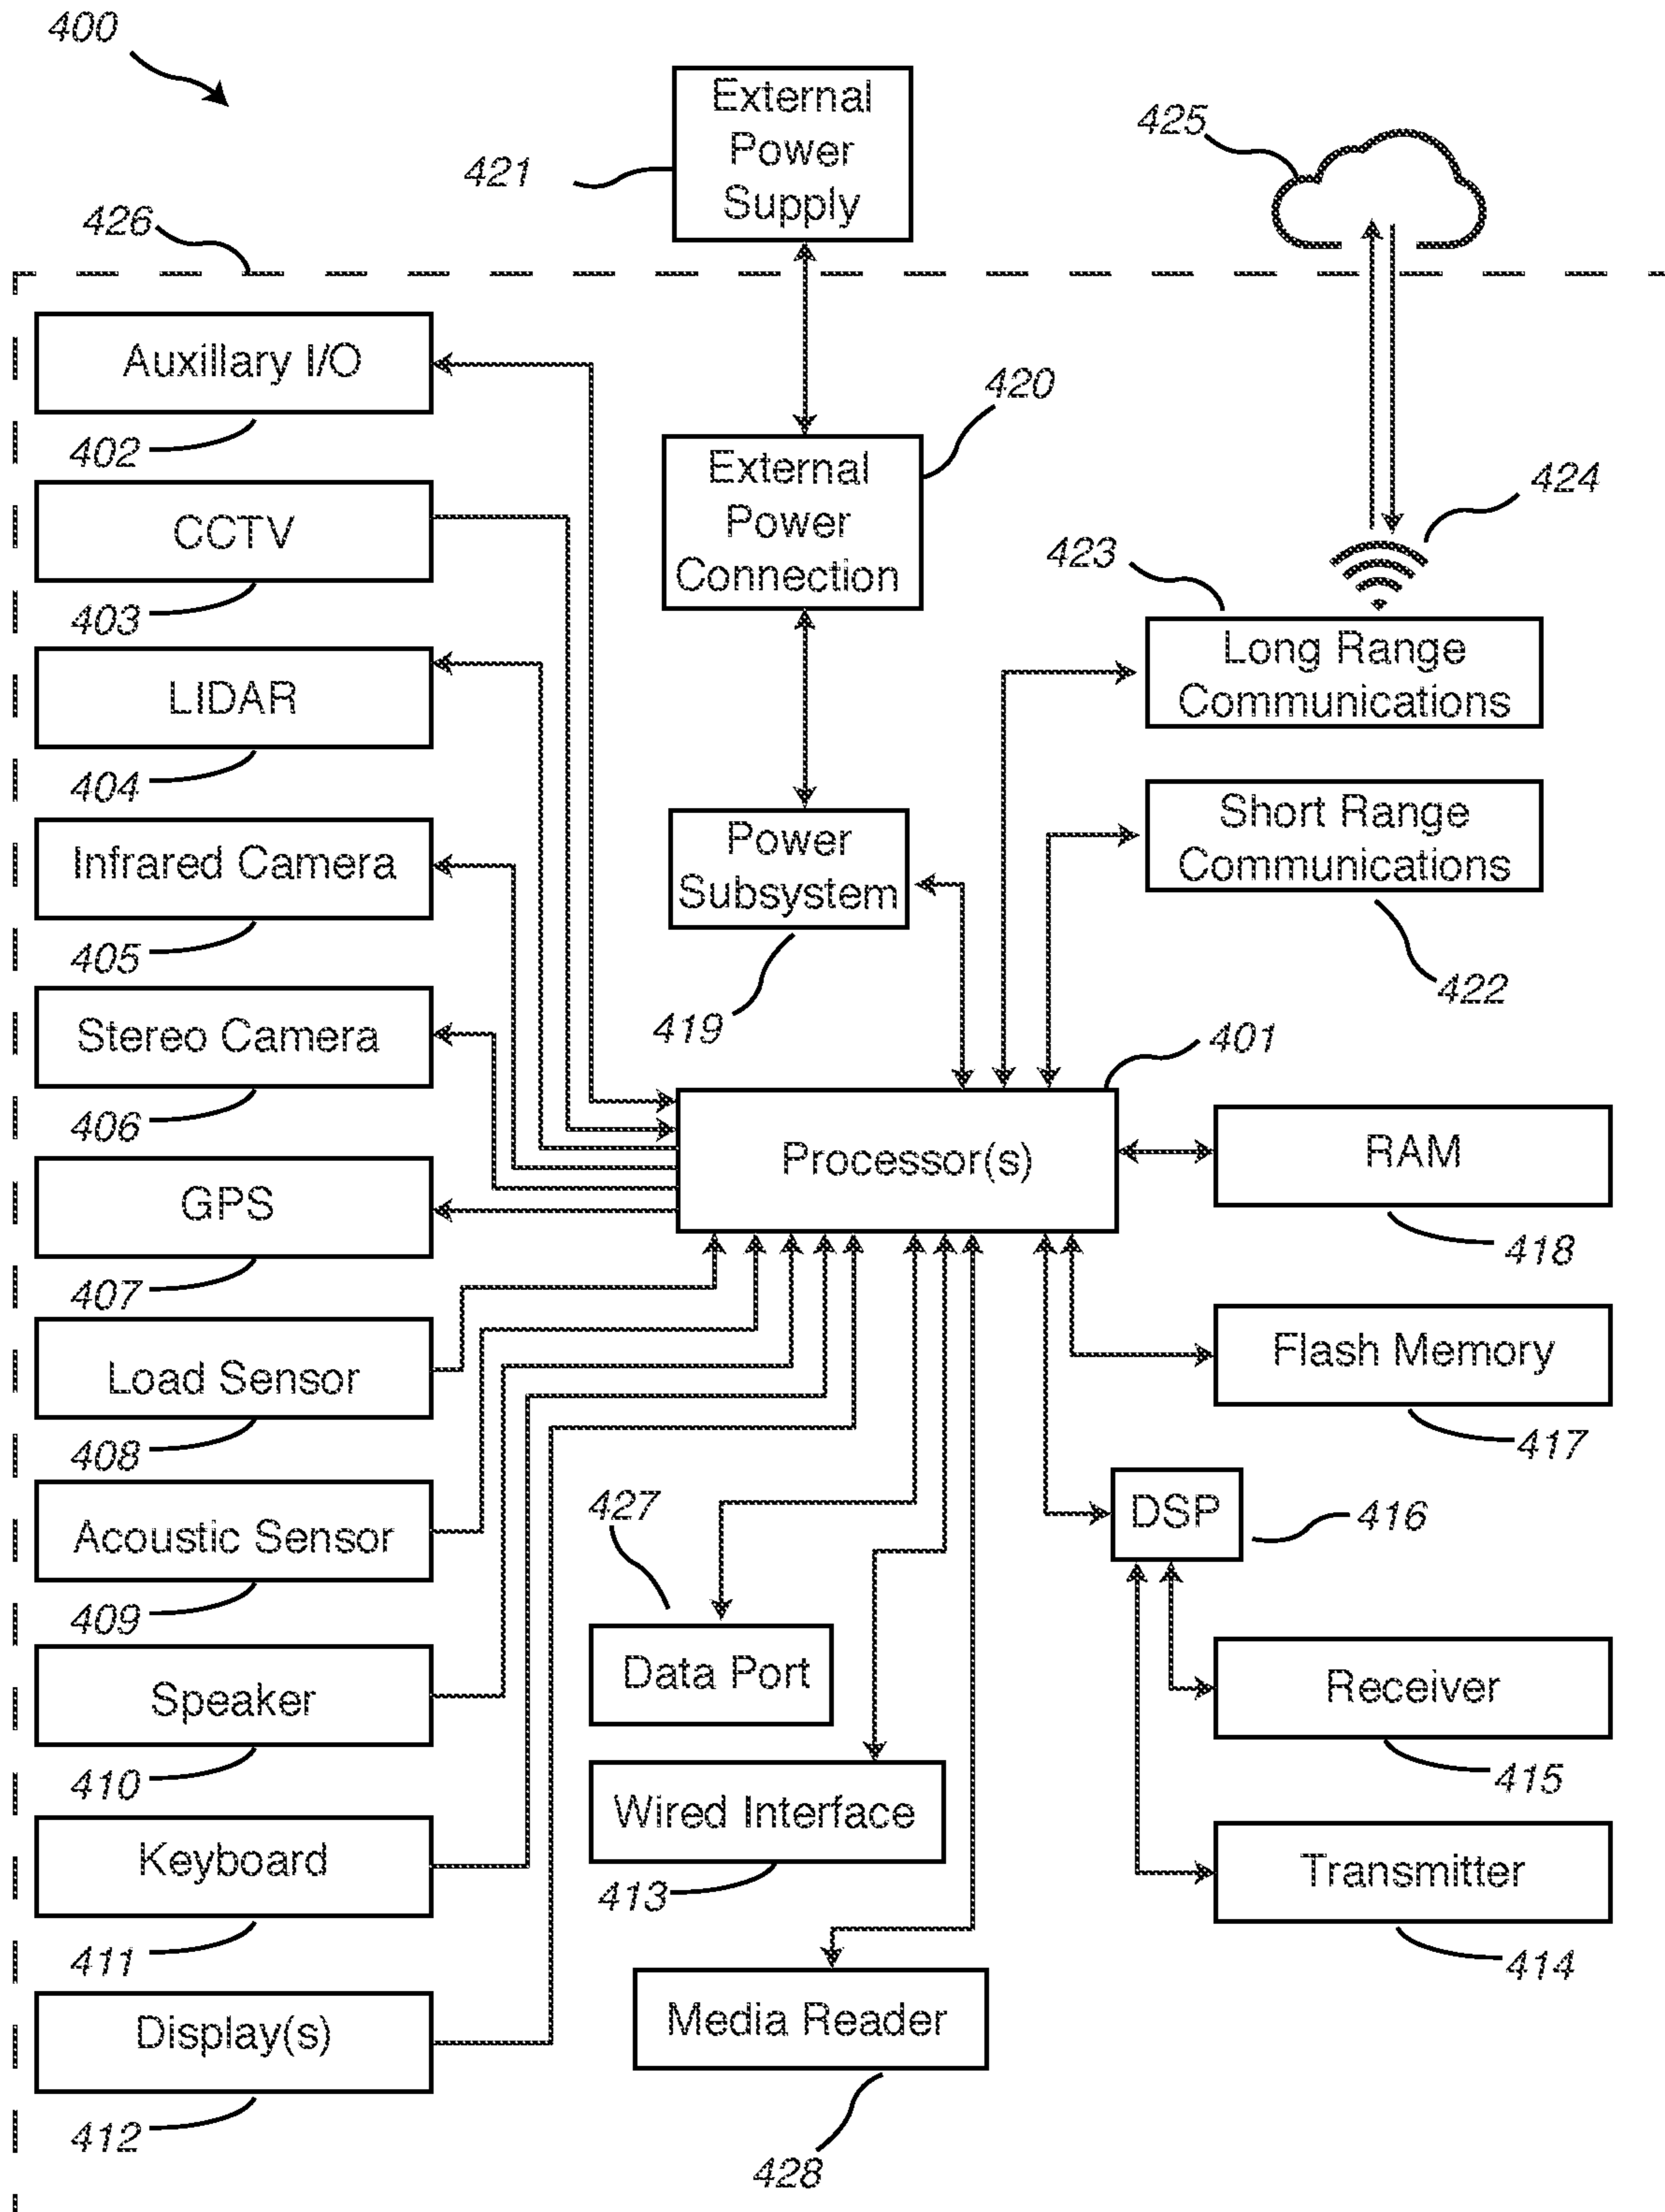 400
External
Power
Supply
421
425
426
Auxillary I/O
402
External
Power
Connection
420
424
CCTV
403
423
Long Range
Communications
LIDAR
404
Power
Subsystem
419
Short Range
Communications
422
Infrared Camera
405
Stereo Camera
406
401
Processor(s)
RAM
418
GPS
407
Load Sensor
408
Flash Memory
417
Acoustic Sensor
409
427
Data Port
DSP
416
Speaker
410
Receiver
415
Wired Interface
413
Keyboard
411
Transmitter
414
Display(s)
412
Media Reader
428